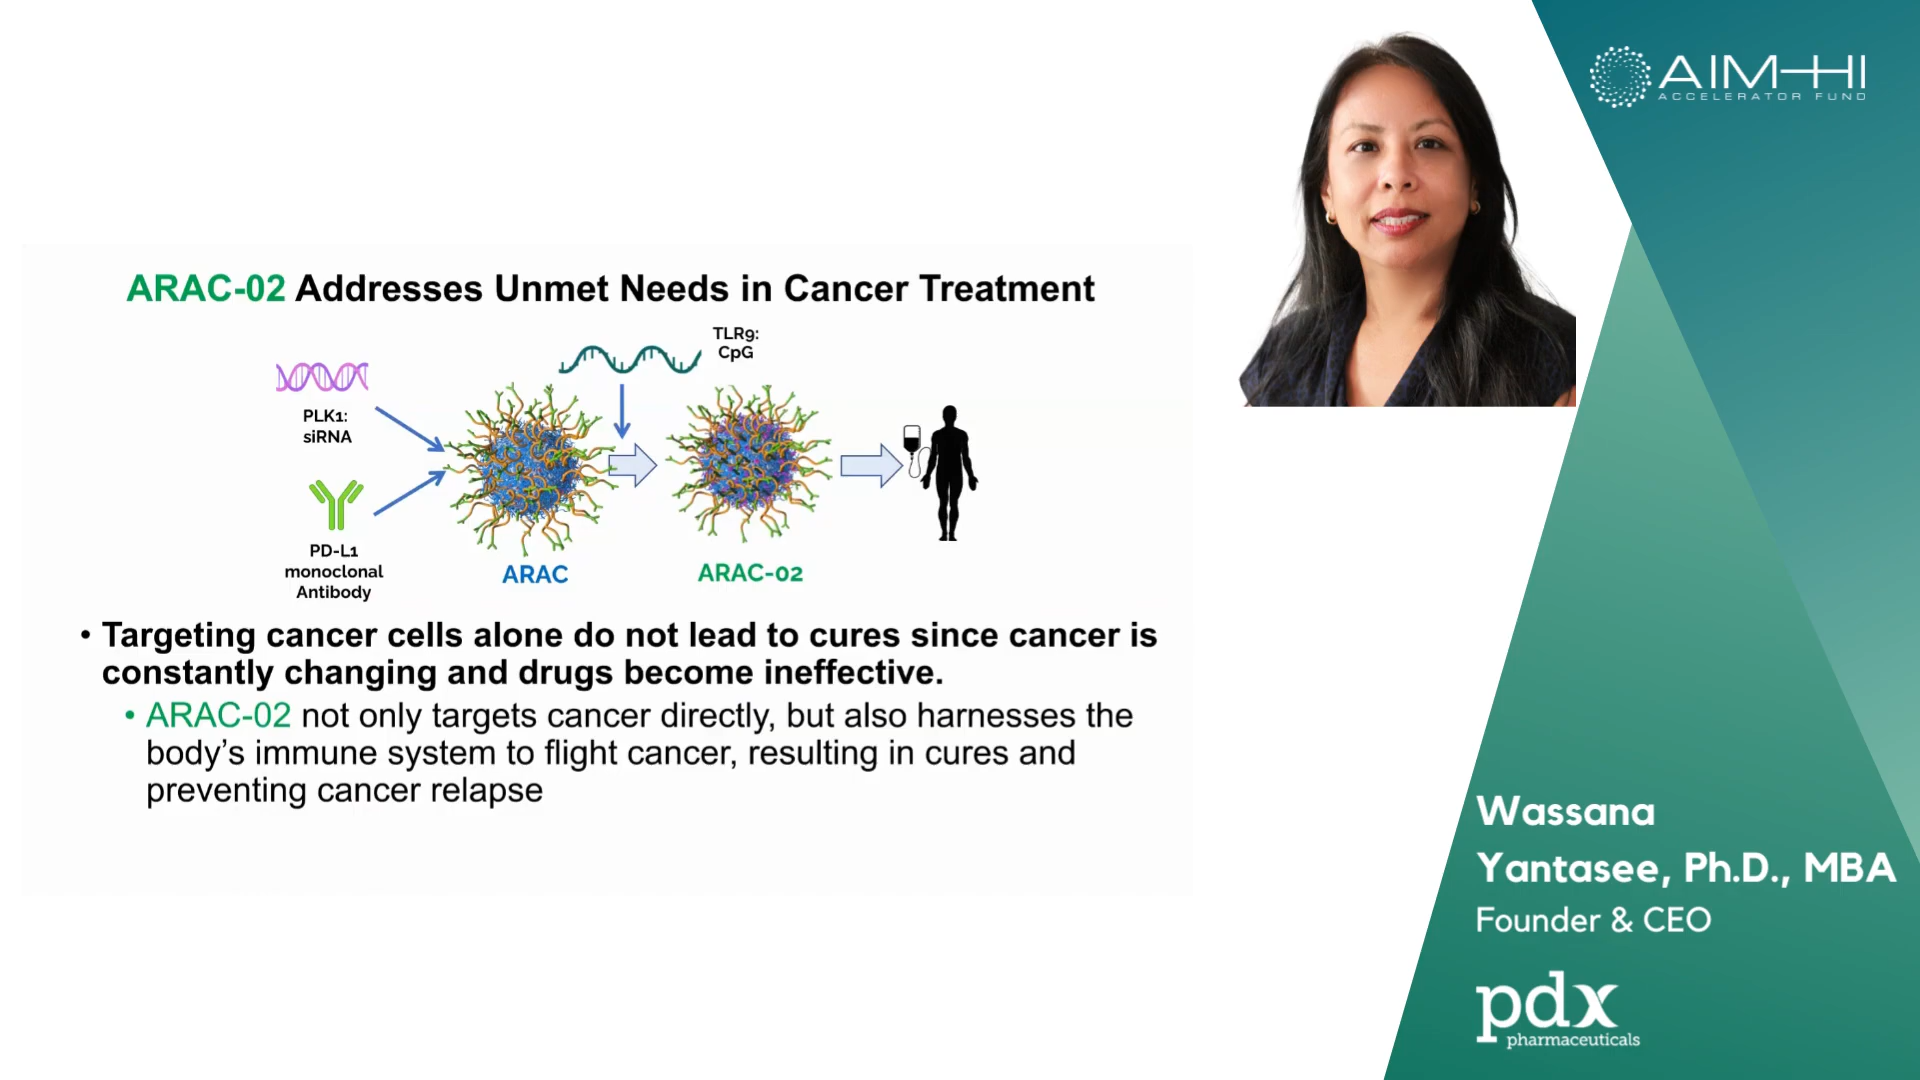 AIM-HI
ACCELERATOR FUND
ARAC-02 Addresses Unmet Needs in Cancer Treatment
TLR9:
CpG
PLK1:
siRNA
PD-L1
monoclonal
Antibody
ARAC
ARAC-02
• Targeting cancer cells alone do not lead to cures since cancer is
constantly changing and drugs become ineffective.
• ARAC-02 not only targets cancer directly, but also harnesses the
body’s immune system to flight cancer, resulting in cures and
preventing cancer relapse
Wassana
Yantasee, Ph.D., MBA
Founder & CEO
pdx
pharmaceuticals